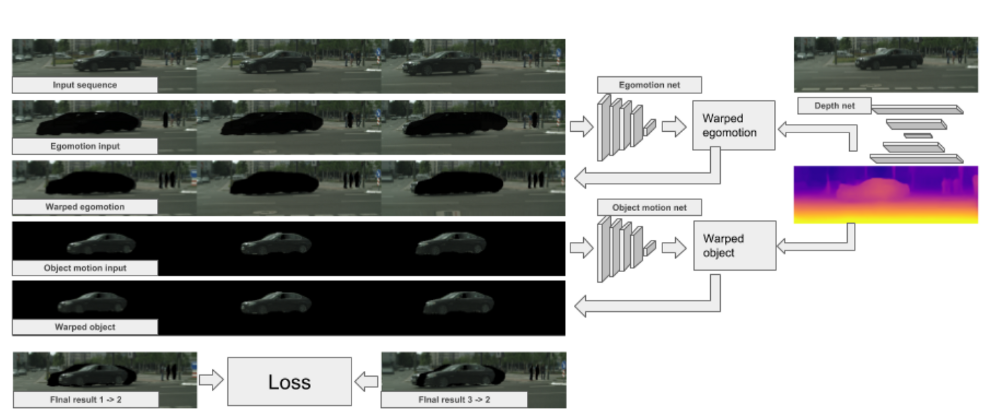 Input sequence
Egomotion net
Depth net
Warped
egomotion
Egomotion input
Warped egomotion
Object motion net
Warped
object
Object motion input
Warped object
Loss
FInal result 1 -> 2
FInal result 3 -> 2